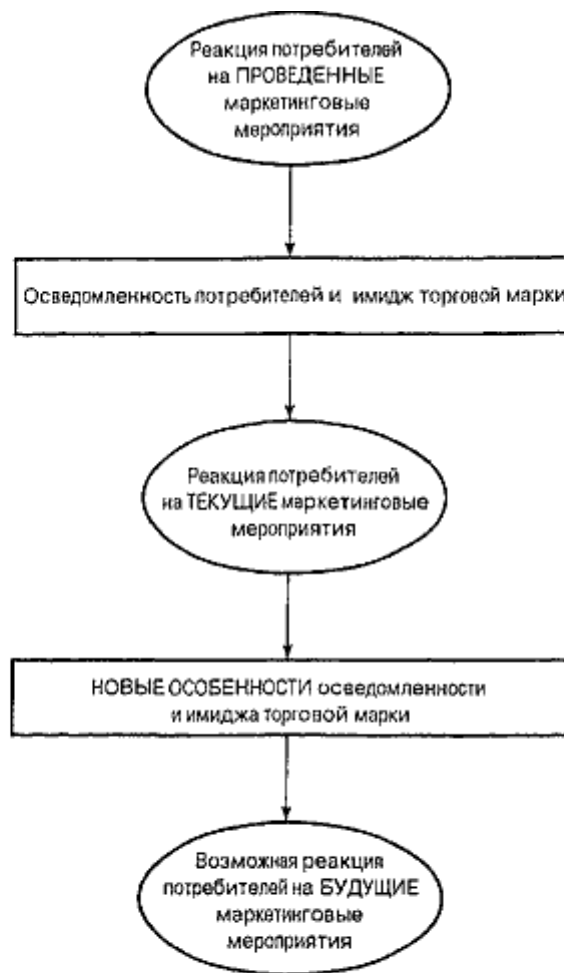 Реакция потребителей
на ПРОВЕДЕННЫЕ
маркетинговые
мероприятия
Осведомленность потребителей и имидж торговой марки
Реакция потребителей
на ТЕКУЩИЕ маркетинговые
мероприятия
НОВЫЕ ОСОБЕННОСТИ осведомленности
и имиджа торговой марки
Возможная реакция
потребителей на БУДУЩИЕ
маркетинговые
мероприятия